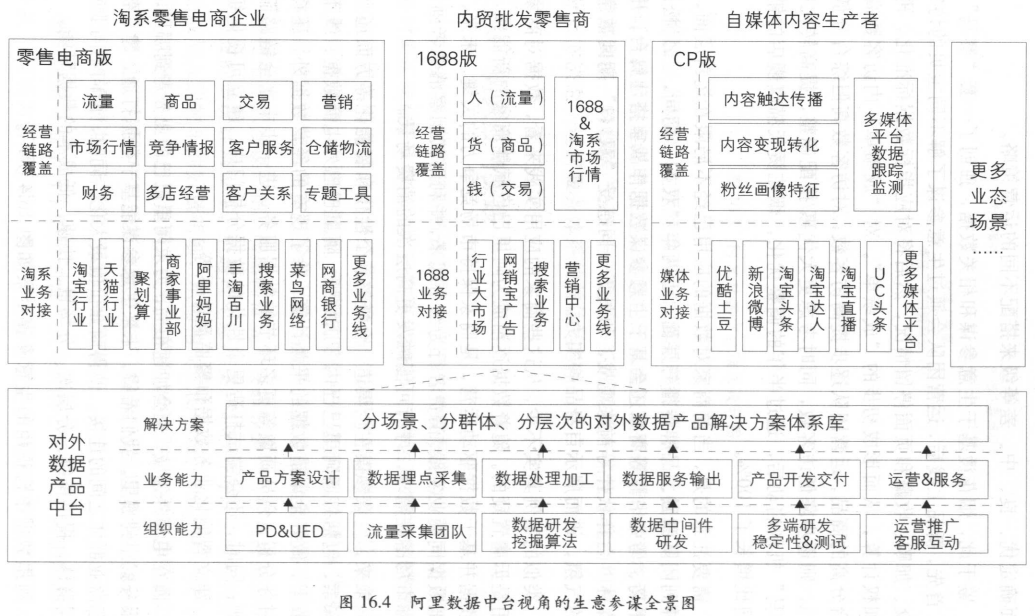 淘系零售电商企业
内贸批发零售商
自媒体内容生产者
零售电商版
经营
链路
覆盖
流量
商品
交易
营销
市场行情
竞争情报
客户服务
仓储物流
财务
多店经营
客户关系
专题工具
淘系
业务
对接
淘宝行业
天猫行业
聚划算
商家事业部
阿里妈妈
手淘百川
搜索业务
菜鸟网络
网商银行
更多业务线
1688版
经营
链路
覆盖
人（流量）
货（商品）
钱（交易）
1688
&
淘系
市场
行情
1688
业务
对接
行业大市场
网销宝广告
搜索业务
营销中心
更多业务线
CP版
经营
链路
覆盖
内容触达传播
内容变现转化
粉丝画像特征
多媒体
平台
数据
跟踪
监测
媒体
业务
对接
优酷土豆
新浪微博
淘宝头条
淘宝达人
淘宝直播
UC头条
更多媒体平台
更多
业态
场景
……
对外
数据
产品
中台
解决方案
分场景、分群体、分层次的对外数据产品解决方案体系库
业务能力
产品方案设计
数据埋点采集
数据处理加工
数据服务输出
产品开发交付
运营&服务
组织能力
PD&UED
流量采集团队
数据研发
挖掘算法
数据中间件
研发
多端研发
稳定性&测试
运营推广
客服互动
图 16.4 阿里数据中台视角的生意参谋全景图